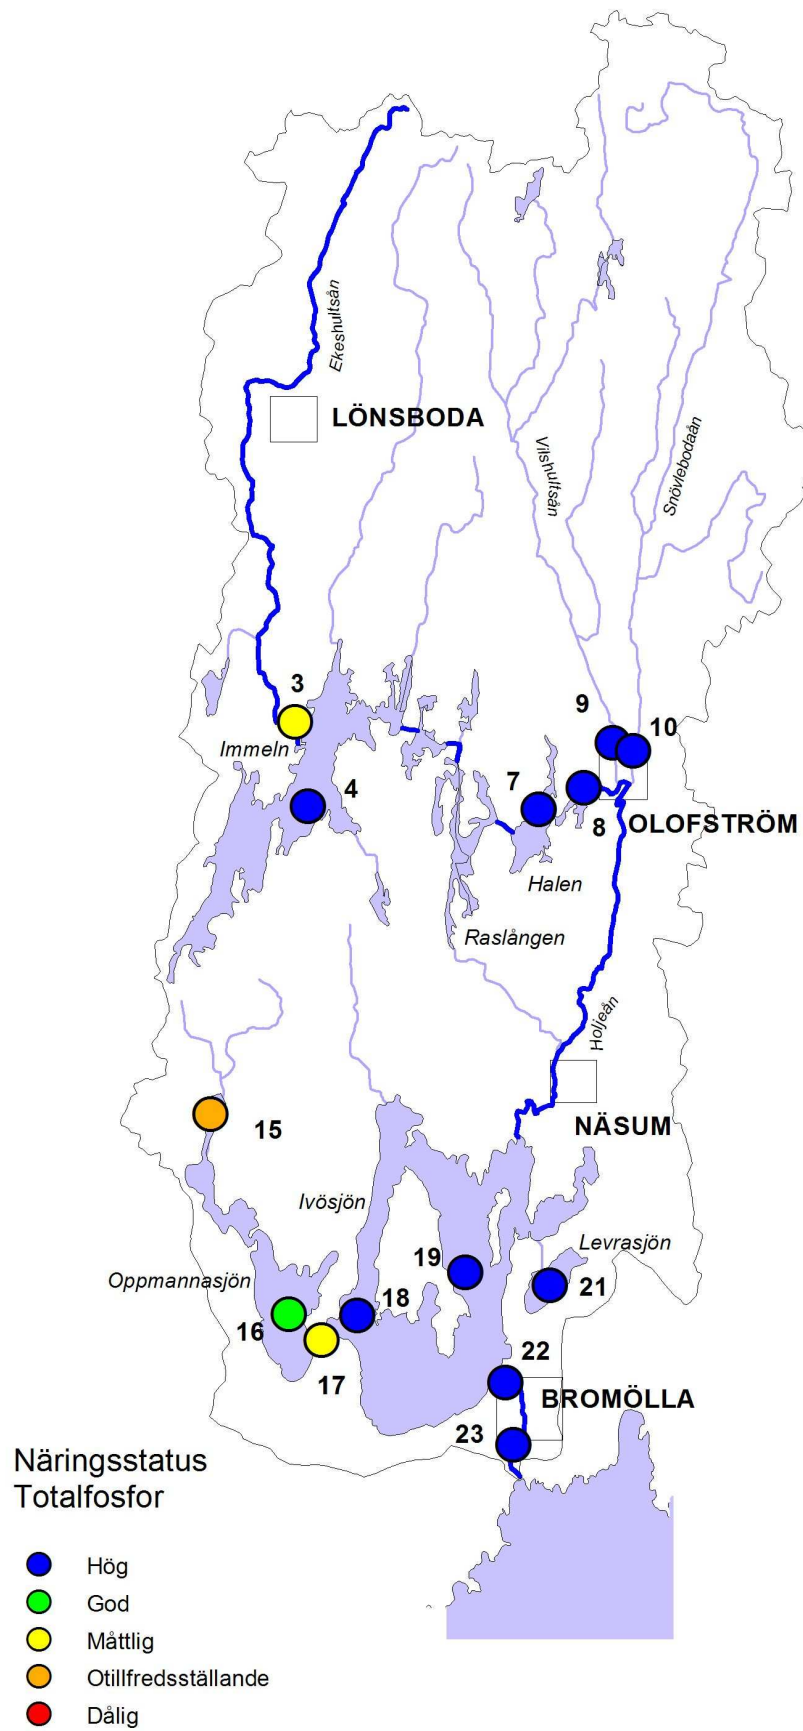 Ekeshultsån
LÖNSBODA
Vilshultsån
Snövlebodaån
3
9
10
Immeln
4
7
8
OLOFSTRÖM
Halen
Raslången
Holjeån
15
NÄSUM
Ivösjön
Levrasjön
19
Oppmannasjön
21
18
16
17
22
BROMÖLLA
23
Näringsstatus
Totalfosfor
Hög
God
Måttlig
Otillfredsställande
Dålig